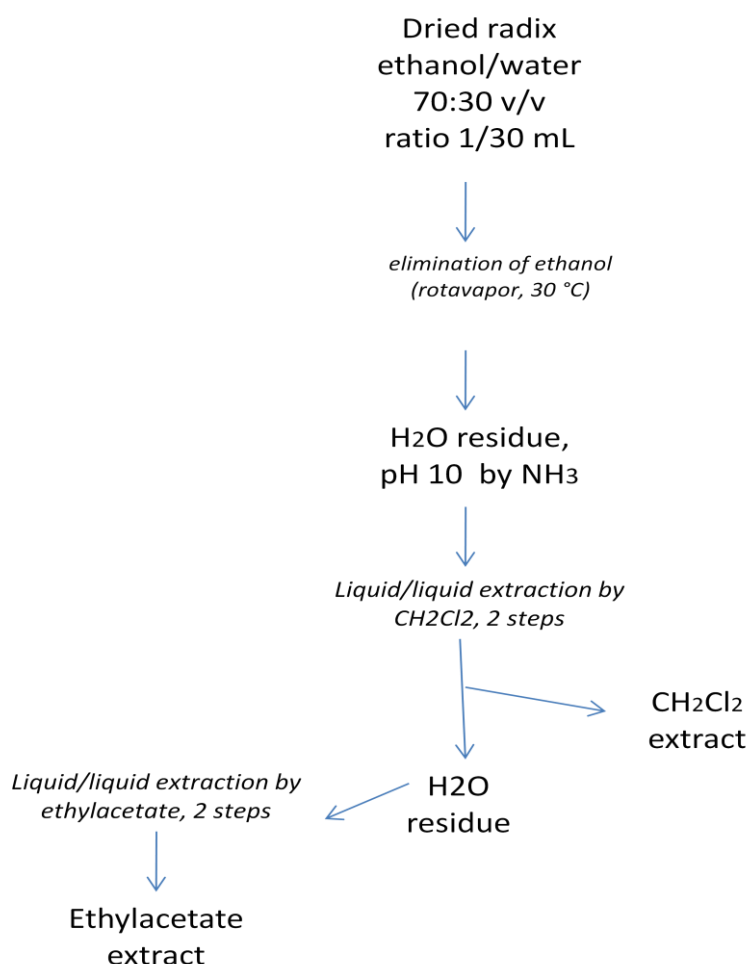 Dried radix
ethanol/water
70:30 v/v
ratio 1/30 mL
elimination of ethanol
(rotavapor, 30 °C)
H2O residue,
pH 10 by NH3
Liquid/liquid extraction by
CH2Cl2, 2 steps
CH2Cl2
extract
H2O
residue
Liquid/liquid extraction by
ethylacetate, 2 steps
Ethylacetate
extract